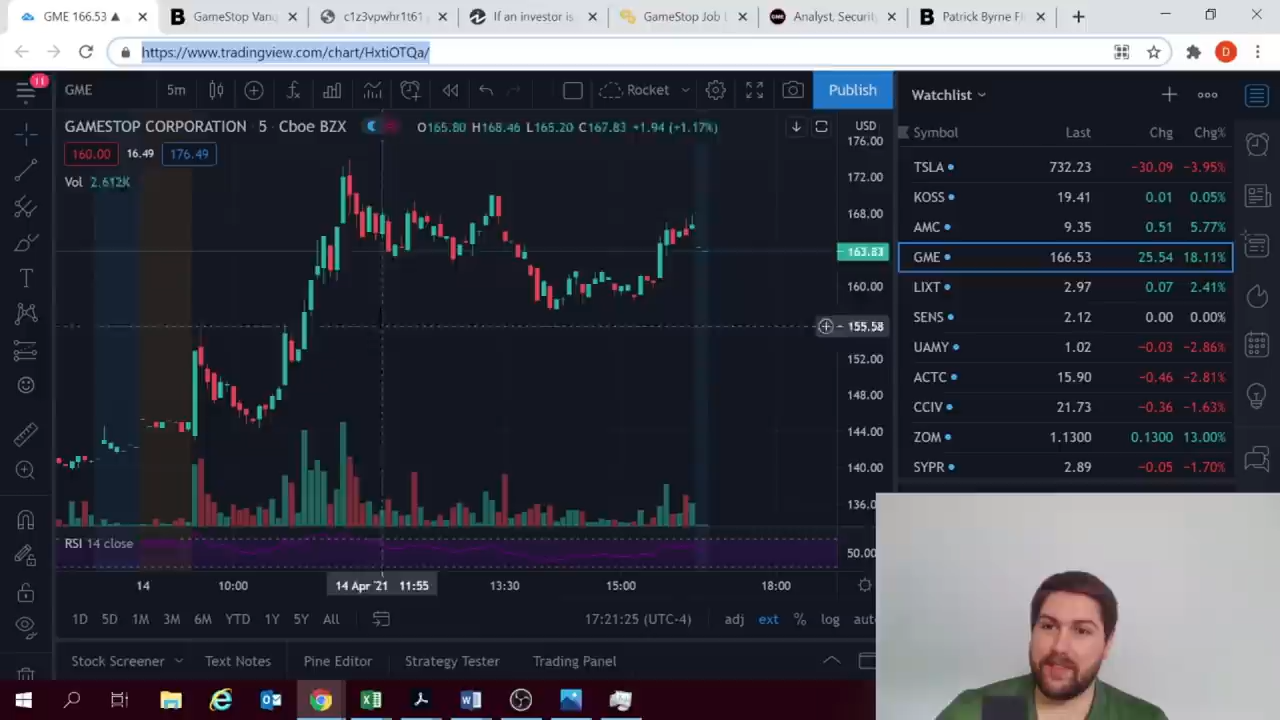 GME 166.53 ▲
GameStop Vanq
c1z3vpwhr1t61
If an investor is
GameStop Job L
Analyst, Security
Patrick Byrne Fi
https://www.tradingview.com/chart/HxtiOTQa/
D
11
GME 5m Rocket Publish
GAMESTOP CORPORATION · 5 · Cboe BZX O165.80 H168.46 L165.20 C167.83 +1.94 (+1.17%)
160.00 16.49 176.49
Vol 2.612K
USD
176.00
172.00
168.00
163.83
160.00
155.58
152.00
148.00
144.00
140.00
136.
RSI 14 close
50.00
14 10:00 14 Apr '21 11:55 13:30 15:00 18:00
1D 5D 1M 3M 6M YTD 1Y 5Y All 17:21:25 (UTC-4) adj ext % log auto
Stock Screener Text Notes Pine Editor Strategy Tester Trading Panel
Watchlist
Symbol Last Chg Chg%
TSLA 732.23 −30.09 −3.95%
KOSS 19.41 0.01 0.05%
AMC 9.35 0.51 5.77%
GME 166.53 25.54 18.11%
LIXT 2.97 0.07 2.41%
SENS 2.12 0.00 0.00%
UAMY 1.02 −0.03 −2.86%
ACTC 15.90 −0.46 −2.81%
CCIV 21.73 −0.36 −1.63%
ZOM 1.1300 0.1300 13.00%
SYPR 2.89 −0.05 −1.70%